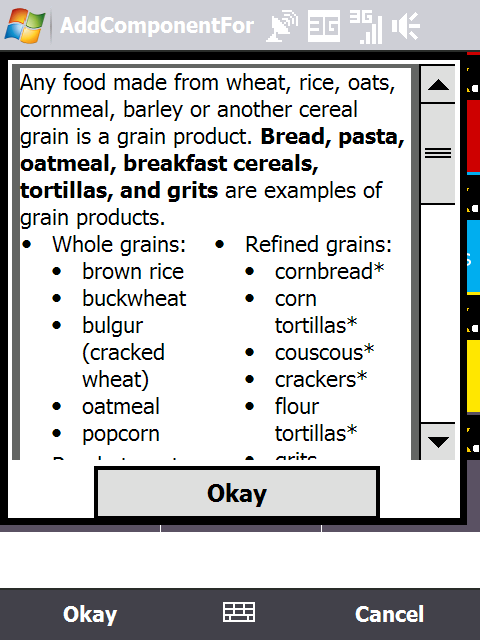 AddComponentFor
3G
3G
Any food made from wheat, rice, oats,
cornmeal, barley or another cereal
grain is a grain product. Bread, pasta,
oatmeal, breakfast cereals,
tortillas, and grits are examples of
grain products.
• Whole grains:
• brown rice
• buckwheat
• bulgur
(cracked
wheat)
• oatmeal
• popcorn
• Refined grains:
• cornbread*
• corn
tortillas*
• couscous*
• crackers*
• flour
tortillas*
• grits
Okay
Okay
Cancel